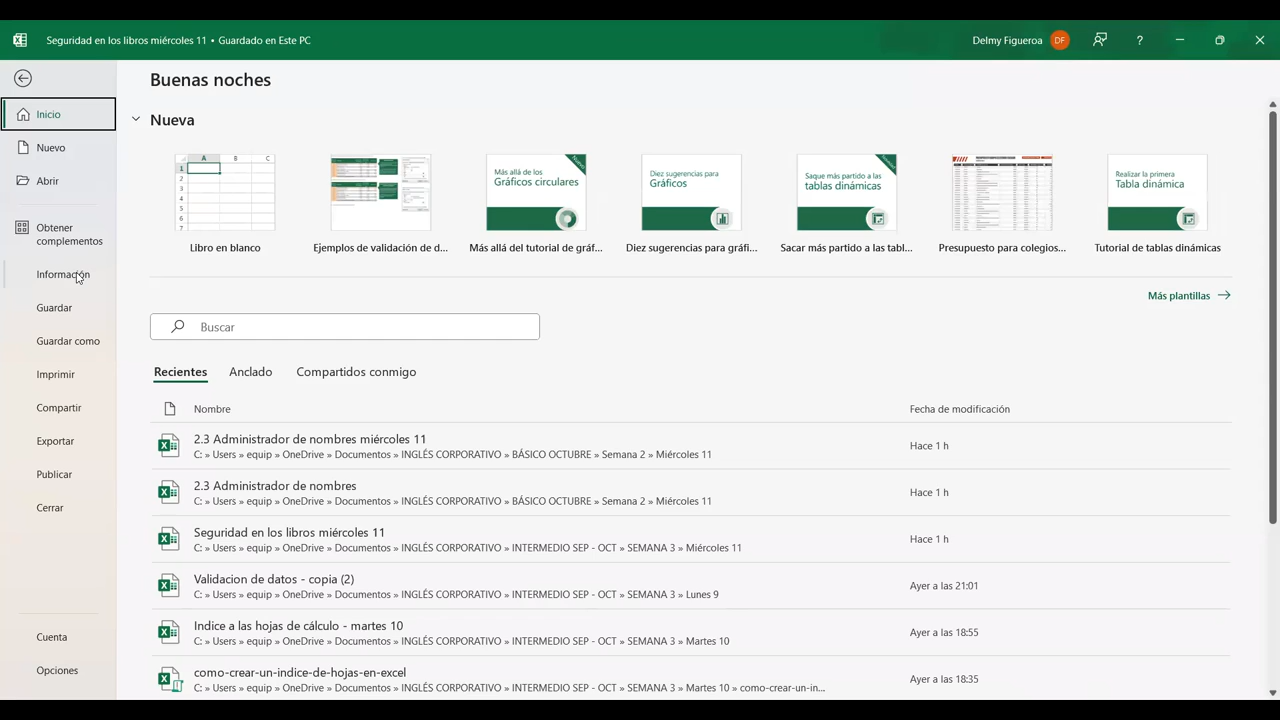 Seguridad en los libros miércoles 11 • Guardado en Este PC
Delmy Figueroa DF ?
Buenas noches
Inicio
Nuevo
Abrir
Obtener
complementos
Información
Guardar
Guardar como
Imprimir
Compartir
Exportar
Publicar
Cerrar
Cuenta
Opciones
Nueva
A B C
1
2
3
4
5
6
7
Libro en blanco
Ejemplos de validación de d...
Más allá de los
Gráficos circulares
Más allá del tutorial de gráf...
Diez sugerencias para
Gráficos
Diez sugerencias para gráfi...
Saque más partido a las
tablas dinámicas
Sacar más partido a las tabl...
Presupuesto para colegios...
Realizar la primera
Tabla dinámica
Tutorial de tablas dinámicas
Más plantillas
Buscar
Recientes Anclado Compartidos conmigo
Nombre Fecha de modificación
2.3 Administrador de nombres miércoles 11
C: » Users » equip » OneDrive » Documentos » INGLÉS CORPORATIVO » BÁSICO OCTUBRE » Semana 2 » Miércoles 11
Hace 1 h
2.3 Administrador de nombres
C: » Users » equip » OneDrive » Documentos » INGLÉS CORPORATIVO » BÁSICO OCTUBRE » Semana 2 » Miércoles 11
Hace 1 h
Seguridad en los libros miércoles 11
C: » Users » equip » OneDrive » Documentos » INGLÉS CORPORATIVO » INTERMEDIO SEP - OCT » SEMANA 3 » Miércoles 11
Hace 1 h
Validacion de datos - copia (2)
C: » Users » equip » OneDrive » Documentos » INGLÉS CORPORATIVO » INTERMEDIO SEP - OCT » SEMANA 3 » Lunes 9
Ayer a las 21:01
Indice a las hojas de cálculo - martes 10
C: » Users » equip » OneDrive » Documentos » INGLÉS CORPORATIVO » INTERMEDIO SEP - OCT » SEMANA 3 » Martes 10
Ayer a las 18:55
como-crear-un-indice-de-hojas-en-excel
C: » Users » equip » OneDrive » Documentos » INGLÉS CORPORATIVO » INTERMEDIO SEP - OCT » SEMANA 3 » Martes 10 » como-crear-un-in...
Ayer a las 18:35